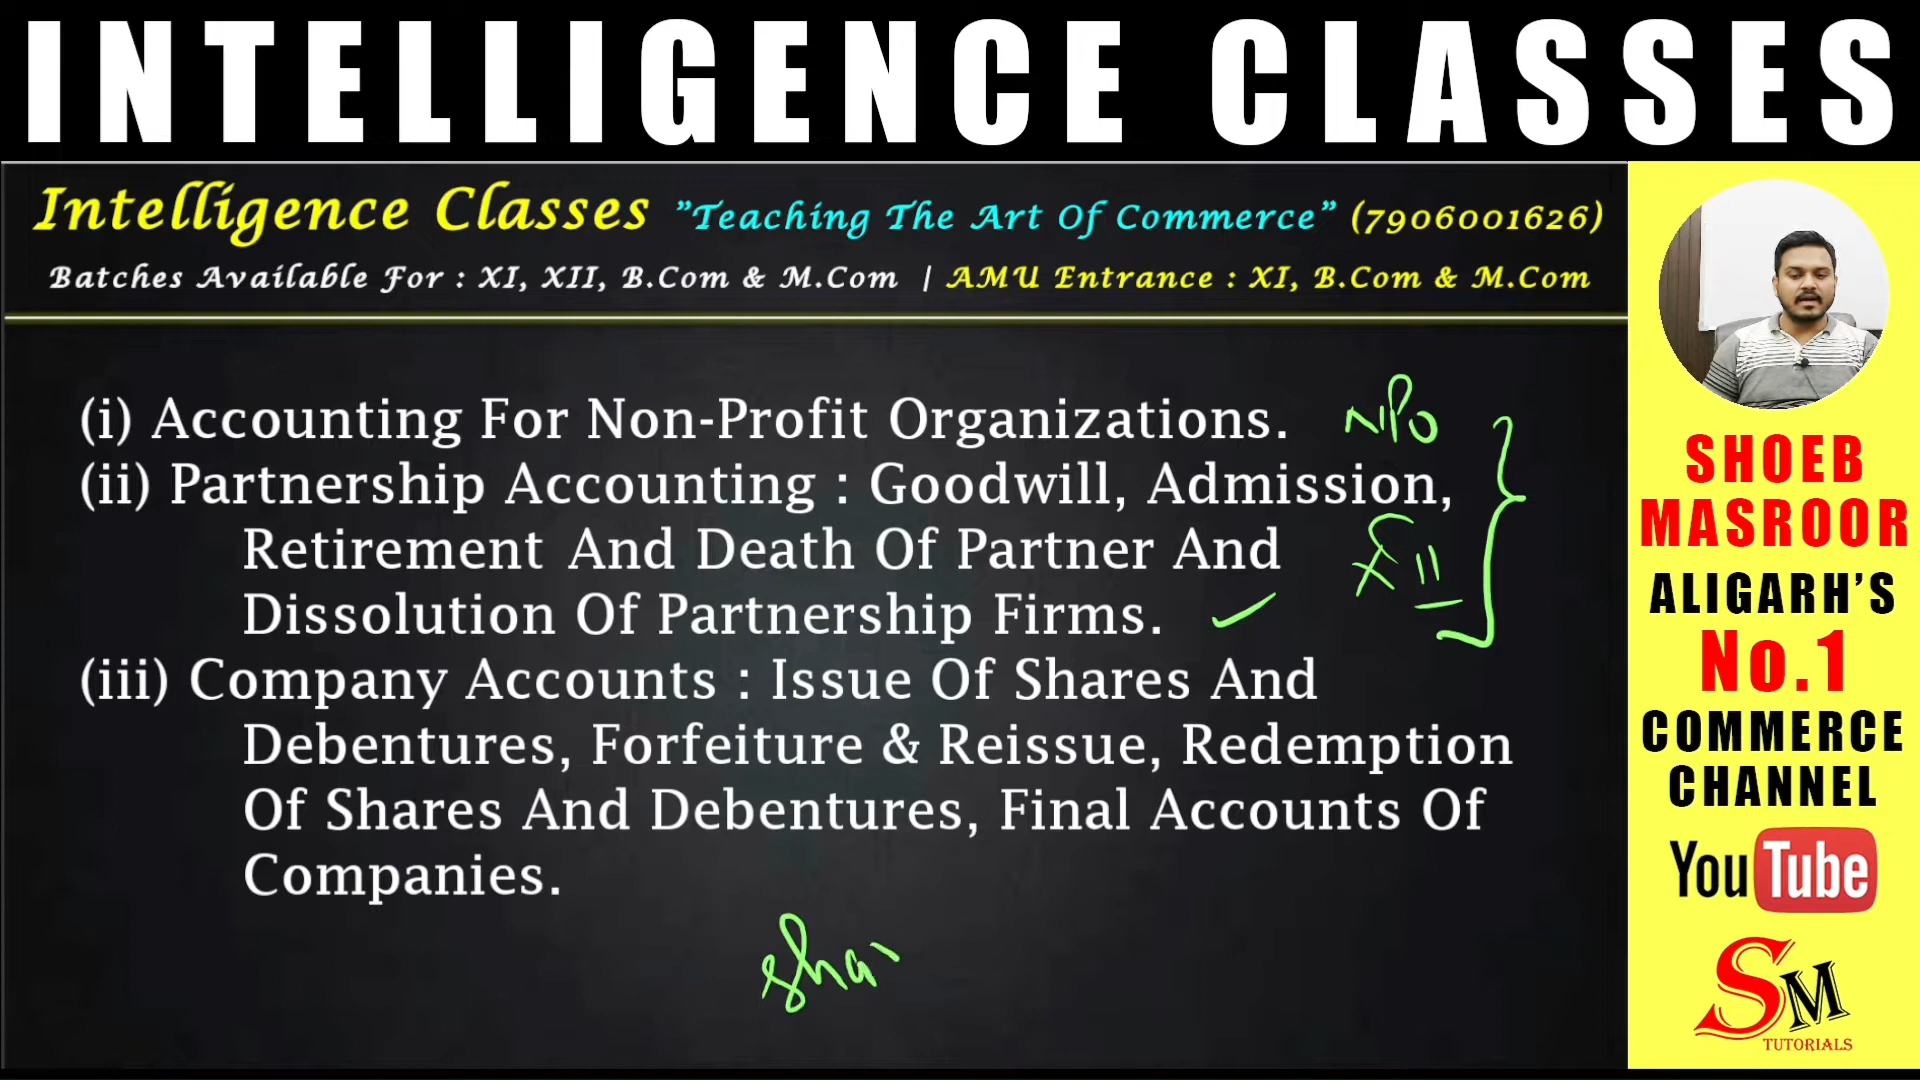 INTELLIGENCE CLASSES
Intelligence Classes "Teaching The Art Of Commerce" (7906001626)
Batches Available For : XI, XII, B.Com & M.Com | AMU Entrance : XI, B.Com & M.Com
(i) Accounting For Non-Profit Organizations. NPO
(ii) Partnership Accounting : Goodwill, Admission,
Retirement And Death Of Partner And XII
Dissolution Of Partnership Firms.
(iii) Company Accounts : Issue Of Shares And
Debentures, Forfeiture & Reissue, Redemption
Of Shares And Debentures, Final Accounts Of
Companies.
SHOEB
MASROOR
ALIGARH'S
No.1
COMMERCE
CHANNEL
YouTube
SM
TUTORIALS